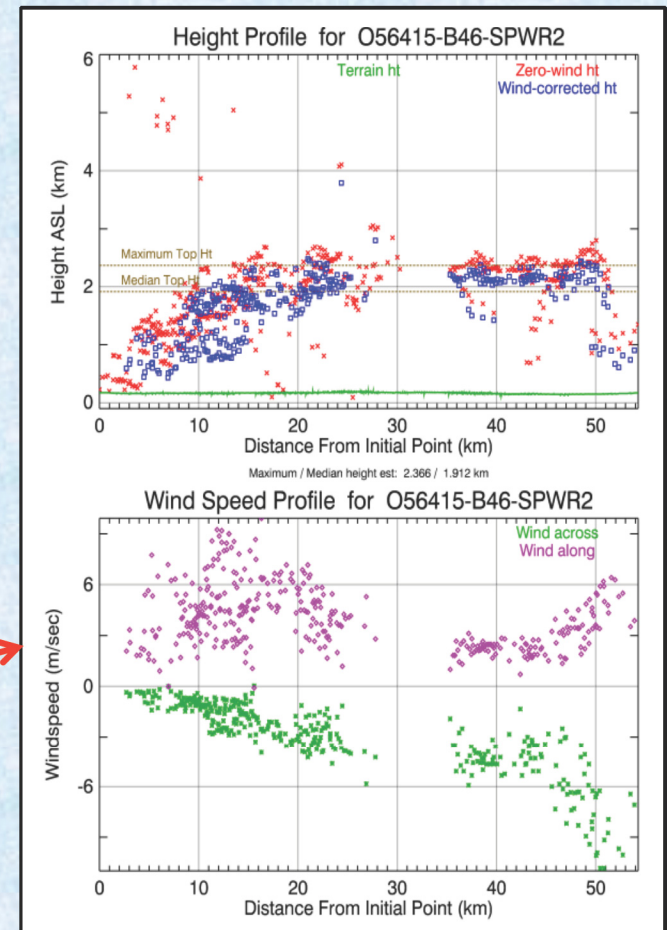 Height Profile for O56415-B46-SPWR2
6
Terrain ht
Zero-wind ht
Wind-corrected ht
4
Maximum Top Ht
2
Median Top Ht
0
Height ASL (km)
0 10 20 30 40 50
Distance From Initial Point (km)
Maximum / Median height est: 2.366 / 1.912 km
Wind Speed Profile for O56415-B46-SPWR2
Wind across
Wind along
6
0
-6
Windspeed (m/sec)
0 10 20 30 40 50
Distance From Initial Point (km)